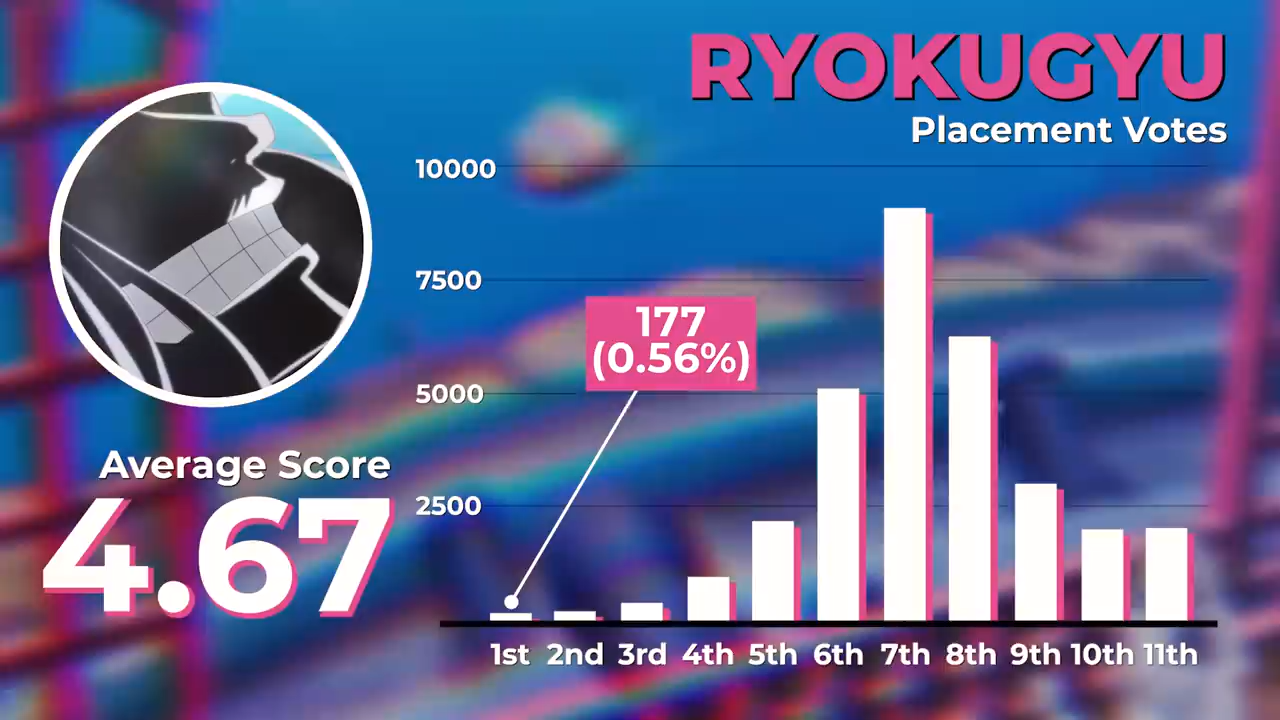 RYOKUGYU
Placement Votes
10000
7500
5000
2500
177
(0.56%)
Average Score
4.67
1st 2nd 3rd 4th 5th 6th 7th 8th 9th 10th 11th